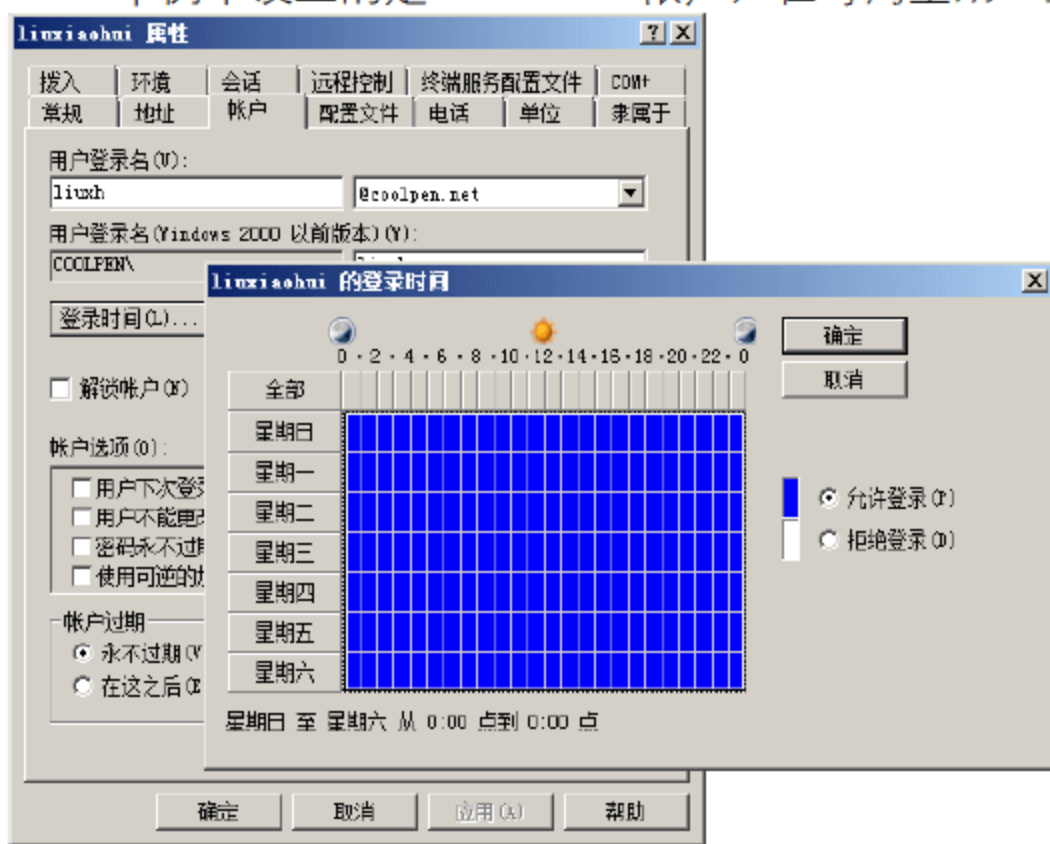 liuxiaohui 属性
拨入 环境 会话 远程控制 终端服务配置文件 COM+
常规 地址 帐户 配置文件 电话 单位 隶属于
用户登录名(U):
liuxh @coolpen.net
用户登录名(Windows 2000 以前版本)(W):
COOLPEN\
登录时间(L)...
解锁帐户(N)
帐户选项(O):
用户下次登
用户不能更
密码永不过
使用可逆的
帐户过期
永不过期(V
在这之后(E
确定 取消 应用(A) 帮助
liuxiaohui 的登录时间
0 · 2 · 4 · 6 · 8 · 10 · 12 · 14 · 16 · 18 · 20 · 22 · 0
全部
星期日
星期一
星期二
星期三
星期四
星期五
星期六
确定
取消
允许登录(P)
拒绝登录(D)
星期日 至 星期六 从 0:00 点到 0:00 点